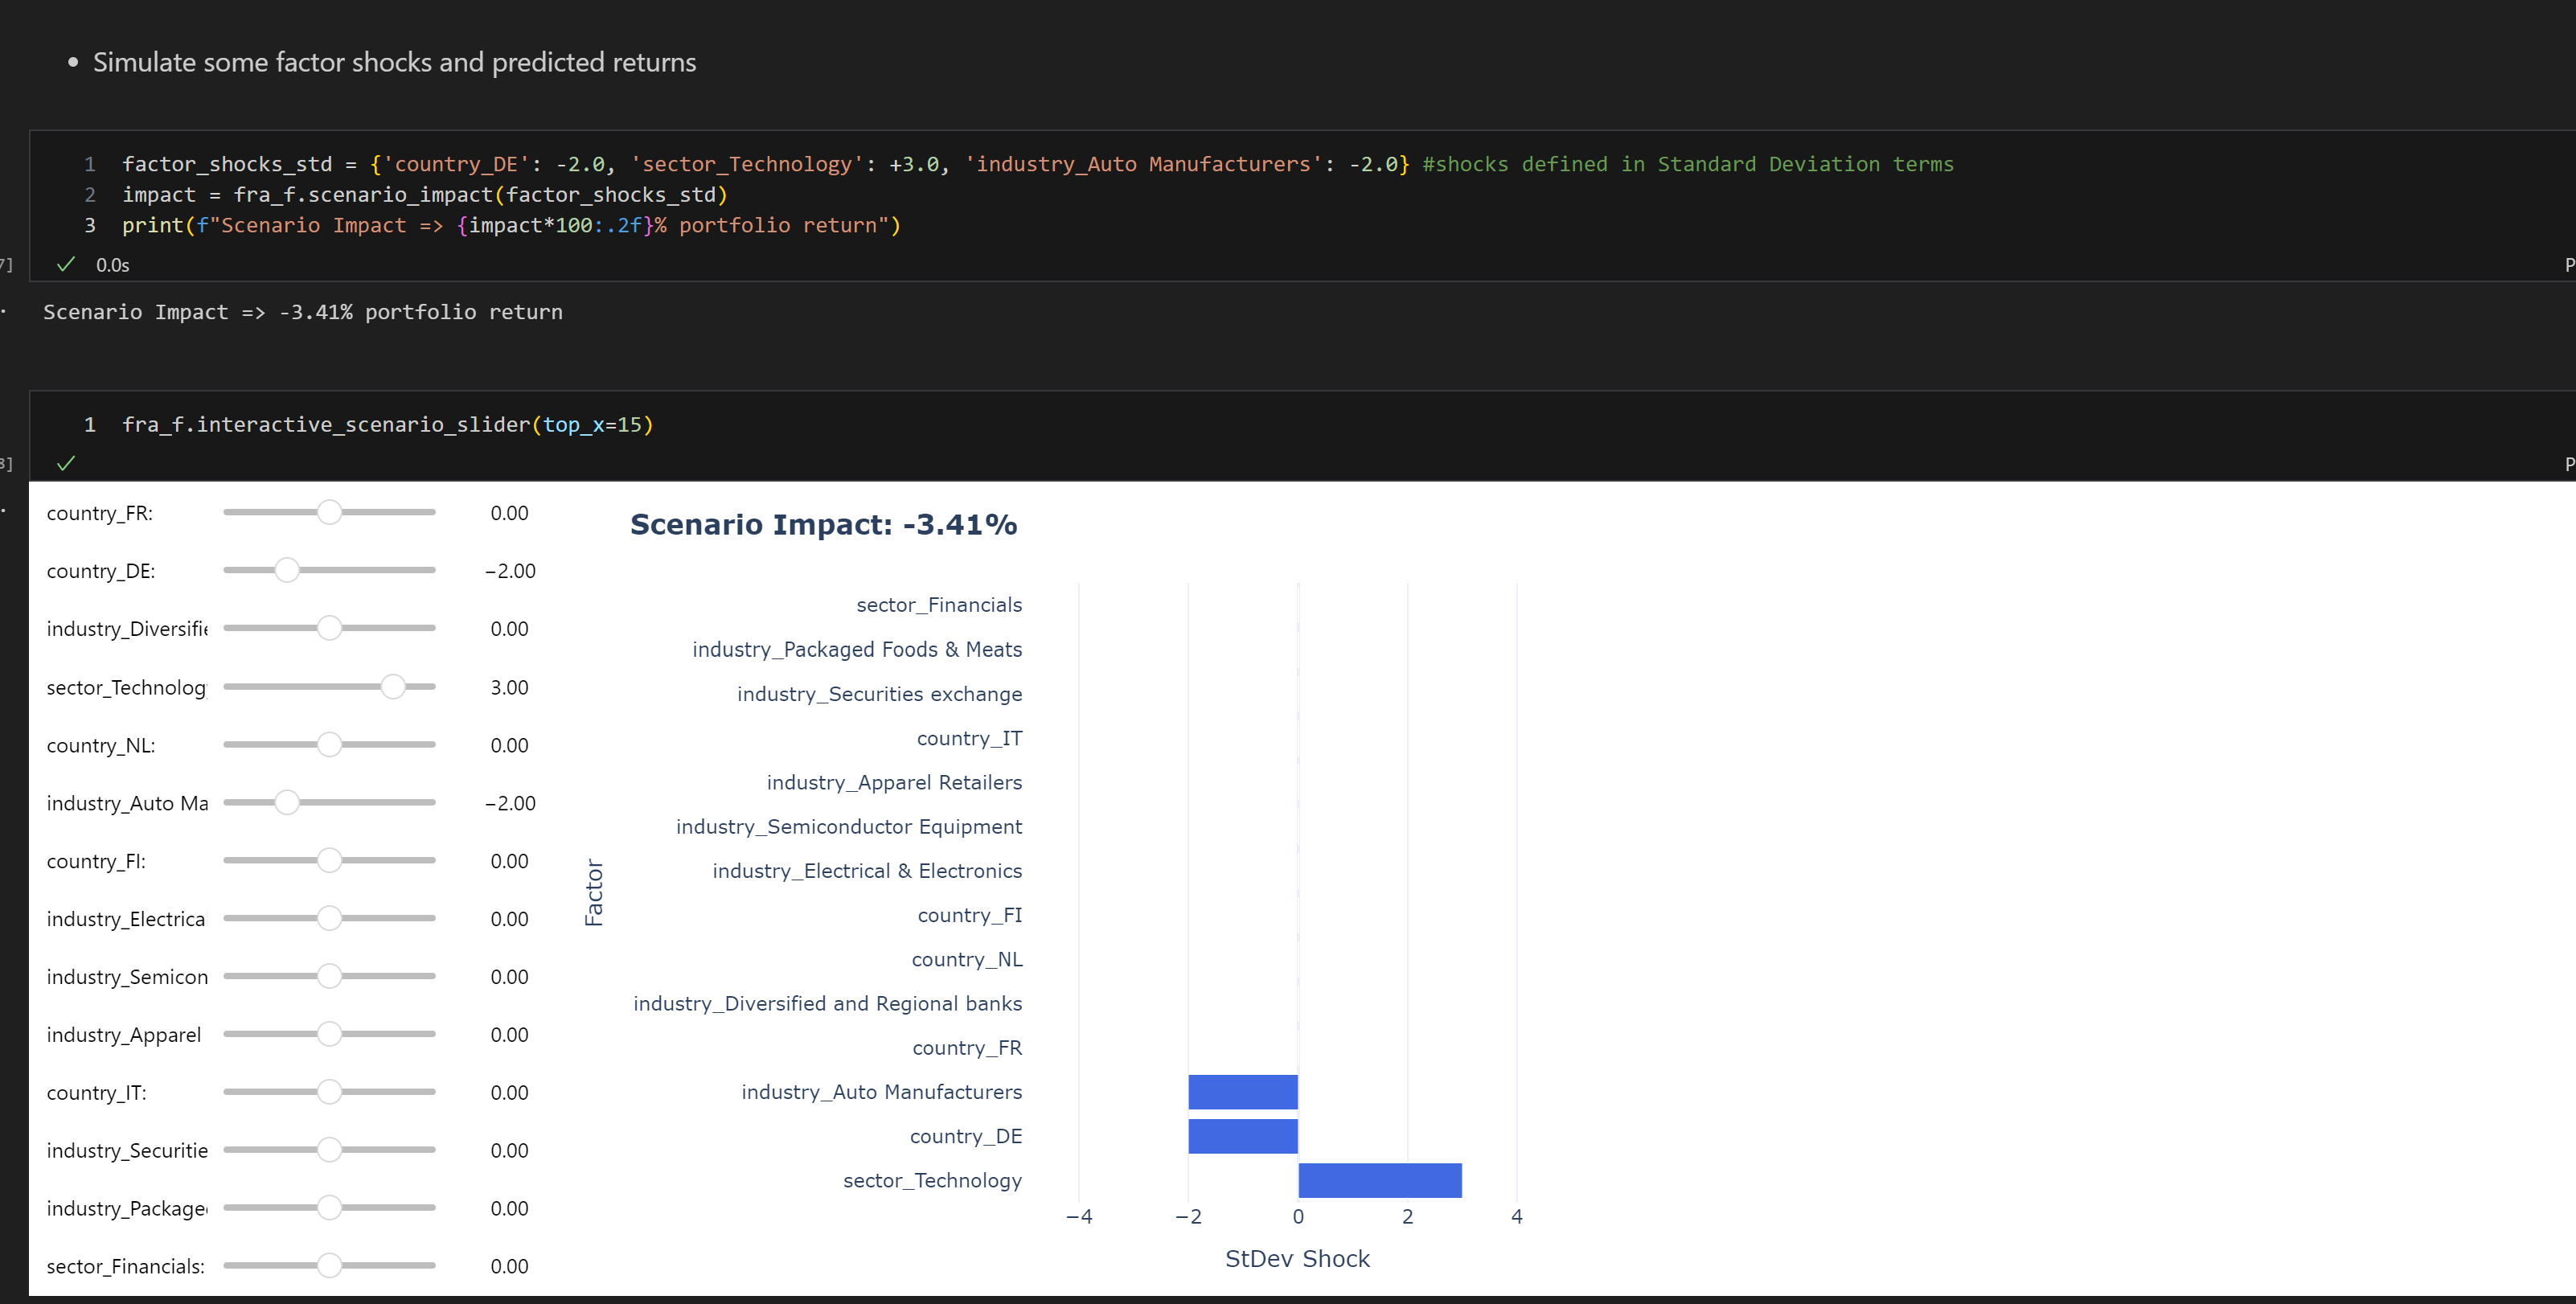 • Simulate some factor shocks and predicted returns
1 factor_shocks_std = {'country_DE': -2.0, 'sector_Technology': +3.0, 'industry_Auto Manufacturers': -2.0} #shocks defined in Standard Deviation terms
2 impact = fra_f.scenario_impact(factor_shocks_std)
3 print(f"Scenario Impact => {impact*100:.2f}% portfolio return")
7] ✓ 0.0s P
Scenario Impact => -3.41% portfolio return
1 fra_f.interactive_scenario_slider(top_x=15)
] ✓ P
country_FR: 0.00
country_DE: −2.00
industry_Diversifi 0.00
sector_Technolog 3.00
country_NL: 0.00
industry_Auto Ma −2.00
country_FI: 0.00
industry_Electrica 0.00
industry_Semicon 0.00
industry_Apparel 0.00
country_IT: 0.00
industry_Securitie 0.00
industry_Package 0.00
sector_Financials: 0.00
Scenario Impact: -3.41%
Factor
sector_Financials
industry_Packaged Foods & Meats
industry_Securities exchange
country_IT
industry_Apparel Retailers
industry_Semiconductor Equipment
industry_Electrical & Electronics
country_FI
country_NL
industry_Diversified and Regional banks
country_FR
industry_Auto Manufacturers
country_DE
sector_Technology
−4 −2 0 2 4
StDev Shock